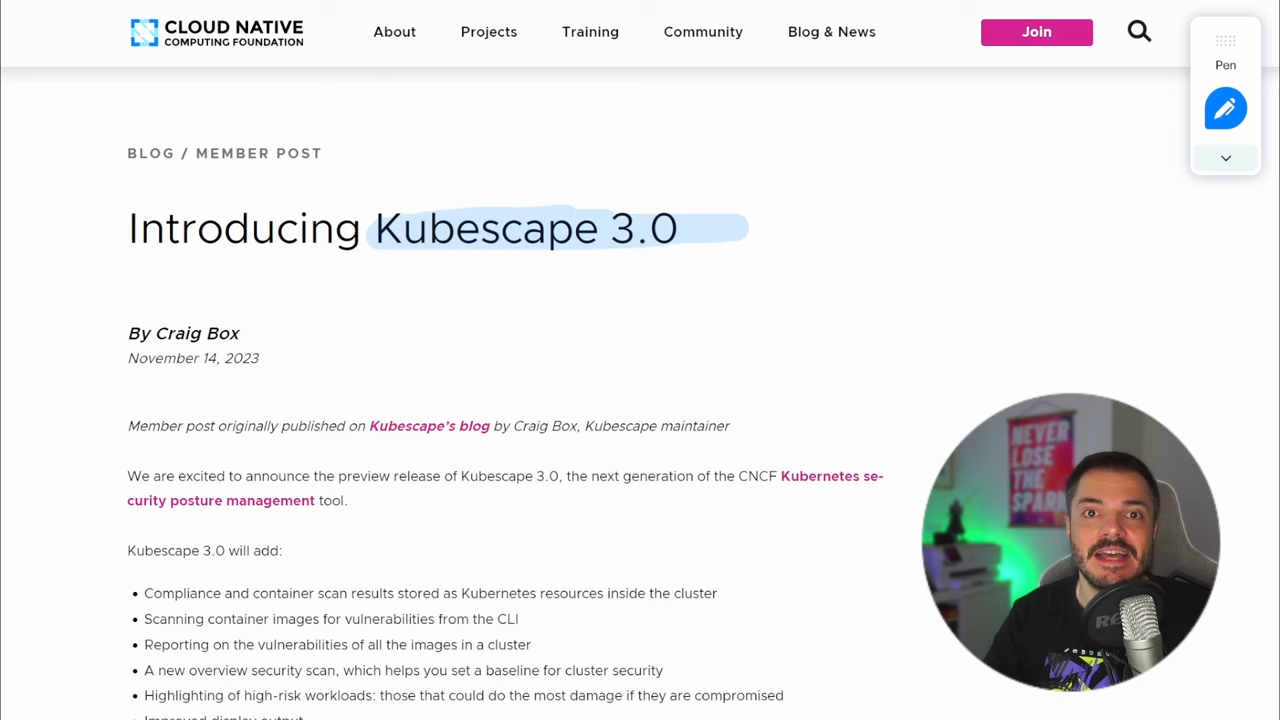 CLOUD NATIVE
COMPUTING FOUNDATION
About
Projects
Training
Community
Blog & News
Join
Pen
BLOG / MEMBER POST
Introducing Kubescape 3.0
By Craig Box
November 14, 2023
Member post originally published on Kubescape's blog by Craig Box, Kubescape maintainer
We are excited to announce the preview release of Kubescape 3.0, the next generation of the CNCF Kubernetes se-
curity posture management tool.
Kubescape 3.0 will add:
• Compliance and container scan results stored as Kubernetes resources inside the cluster
• Scanning container images for vulnerabilities from the CLI
• Reporting on the vulnerabilities of all the images in a cluster
• A new overview security scan, which helps you set a baseline for cluster security
• Highlighting of high-risk workloads: those that could do the most damage if they are compromised
• Improved display output
NEVER
LOSE
THE
SPARK